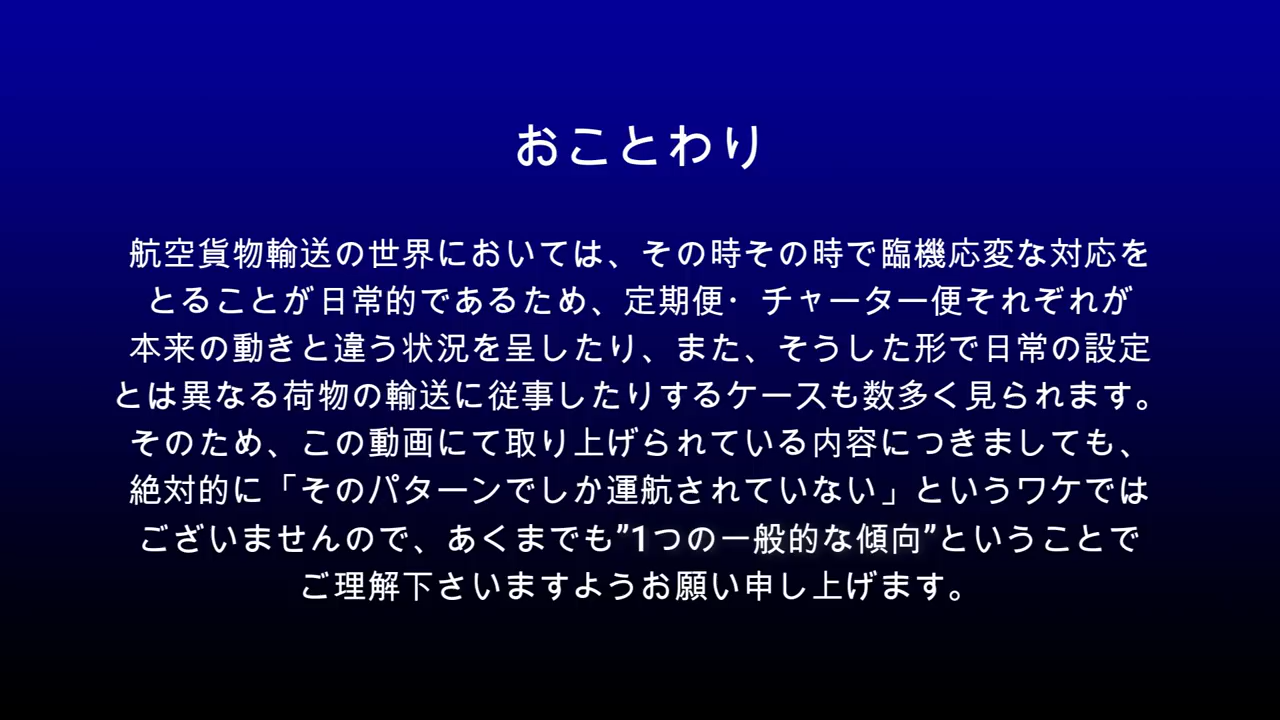 おことわり
航空貨物輸送の世界においては、その時その時で臨機応変な対応を
とることが日常的であるため、定期便・チャーター便それぞれが
本来の動きと違う状況を呈したり、また、そうした形で日常の設定
とは異なる荷物の輸送に従事したりするケースも数多く見られます。
そのため、この動画にて取り上げられている内容につきましても、
絶対的に「そのパターンでしか運航されていない」というワケでは
ございませんので、あくまでも”1つの一般的な傾向”ということで
ご理解下さいますようお願い申し上げます。